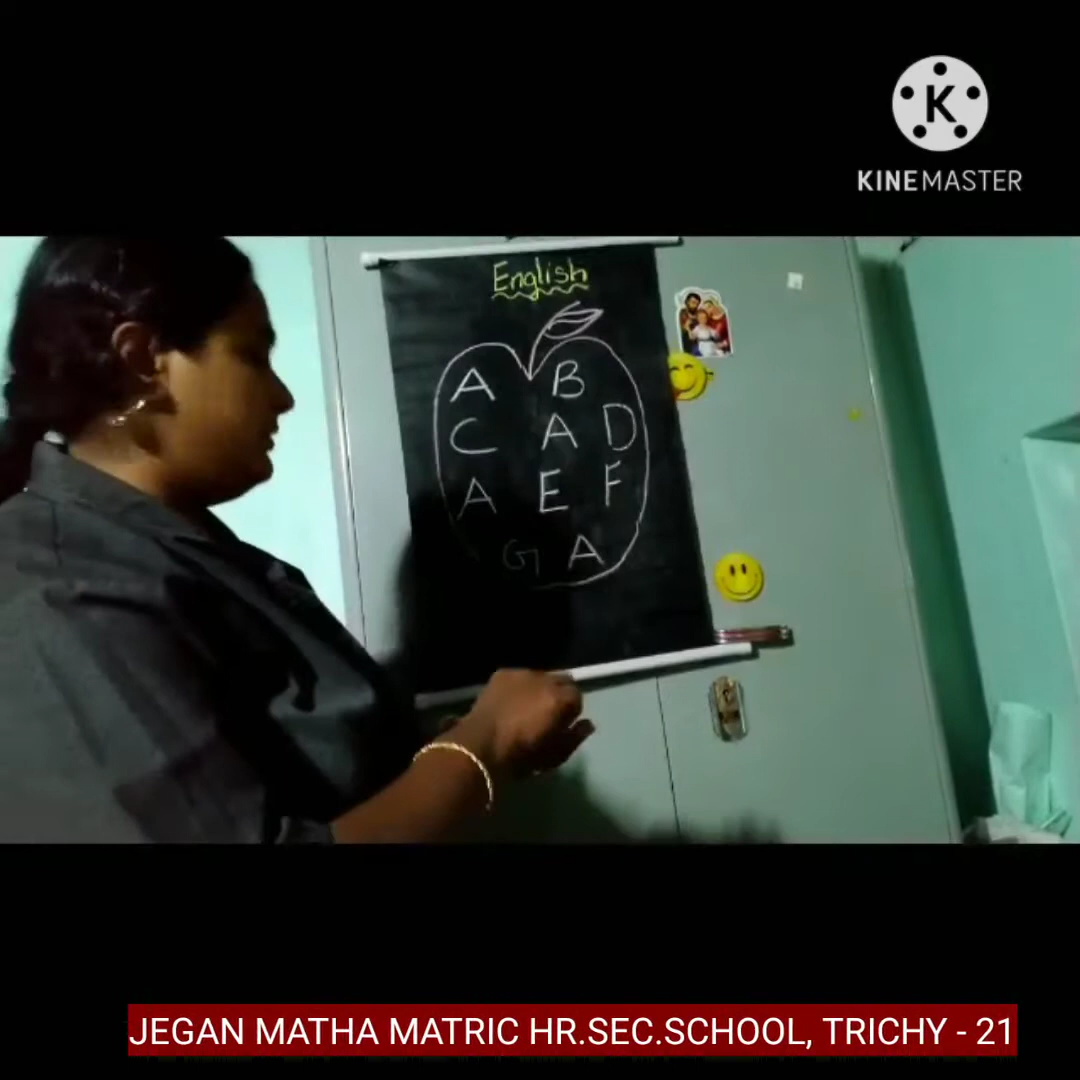 K
KINEMASTER
English
A B
C A D
A E F
G A
JEGAN MATHA MATRIC HR.SEC.SCHOOL, TRICHY - 21